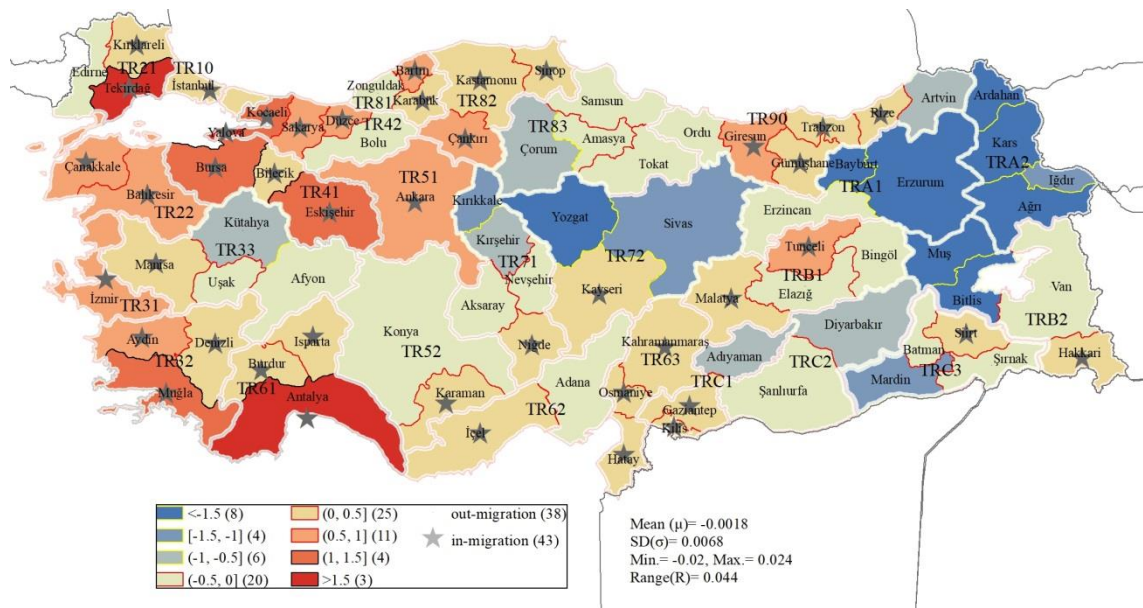 Kırklareli
Edirne
TR21
TR10
Tekirdağ
İstanbul
Kocaeli
Yalova
Sakarya
Düzce
Zonguldak
Bartın
TR81
Karabük
TR42
Bolu
Kastamonu
TR82
Sinop
Çankırı
Samsun
TR83
Çorum
Amasya
Tokat
Ordu
TR90
Giresun
Trabzon
Rize
Gümüşhane
Artvin
Ardahan
Kars
TRA2
Iğdır
Ağrı
Bayburt
TRA1
Erzurum
Erzincan
Çanakkale
Balıkesir
TR22
Bursa
Bilecik
TR41
Eskişehir
TR51
Ankara
Kırıkkale
Yozgat
Sivas
Kütahya
TR33
Kırşehir
TR71
Nevşehir
TR72
Kayseri
Tunceli
TRB1
Bingöl
Elazığ
Muş
Bitlis
Van
TRB2
Manisa
Uşak
Afyon
İzmir
TR31
Aksaray
Malatya
Diyarbakır
Aydın
TR32
Denizli
Isparta
Burdur
TR61
Konya
TR52
Niğde
Kahramanmaraş
TR63
Adıyaman
TRC1
TRC2
Batman
Siirt
TRC3
Şırnak
Hakkari
Mardin
Şanlıurfa
Muğla
Antalya
Karaman
Adana
TR62
İçel
Osmaniye
Gaziantep
Kilis
Hatay
<-1.5 (8)
[-1.5, -1] (4)
(-1, -0.5] (6)
(-0.5, 0] (20)
(0, 0.5] (25)
(0.5, 1] (11)
(1, 1.5] (4)
>1.5 (3)
out-migration (38)
in-migration (43)
Mean (μ)= -0.0018
SD(σ)= 0.0068
Min.= -0.02, Max.= 0.024
Range(R)= 0.044